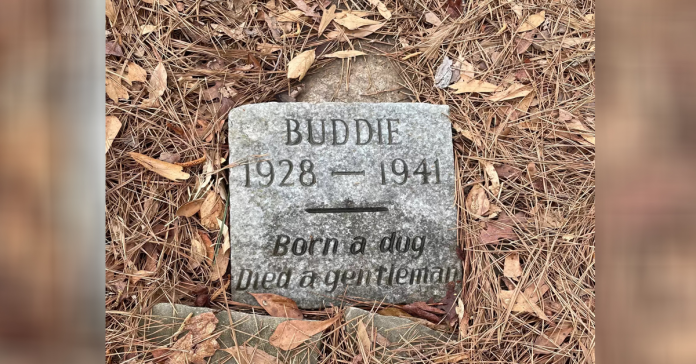 BUDDIE
1928 — 1941
Born a dog
Died a gentleman